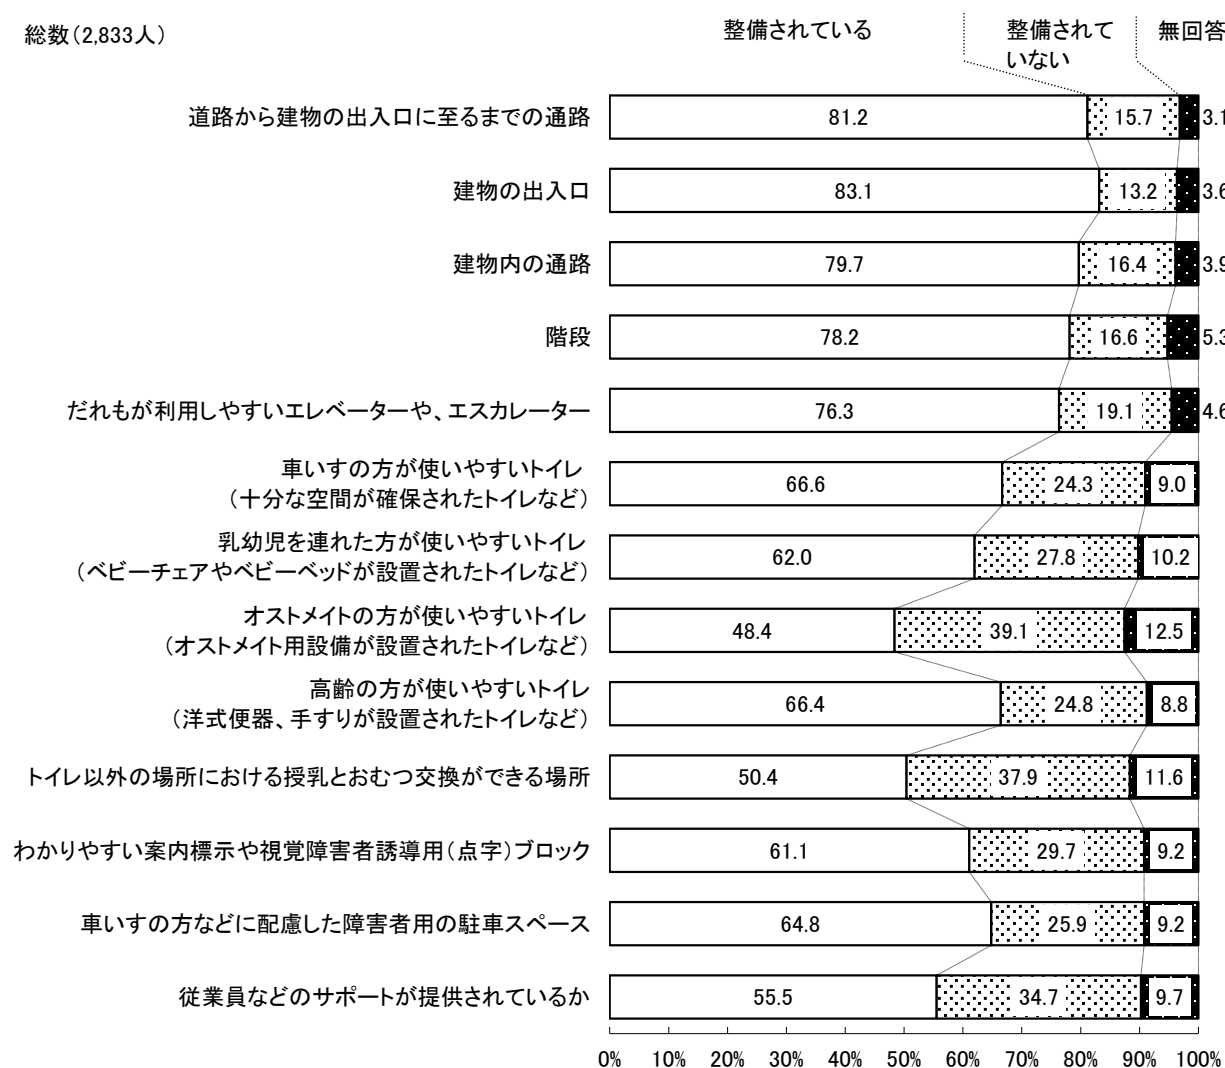 総数(2,833人)
整備されている
整備されて
いない
無回答
道路から建物の出入口に至るまでの通路
81.2
15.7
3.1
建物の出入口
83.1
13.2
3.6
建物内の通路
79.7
16.4
3.9
階段
78.2
16.6
5.3
だれもが利用しやすいエレベーターや、エスカレーター
76.3
19.1
4.6
車いすの方が使いやすいトイレ
(十分な空間が確保されたトイレなど)
66.6
24.3
9.0
乳幼児を連れた方が使いやすいトイレ
(ベビーチェアやベビーベッドが設置されたトイレなど)
62.0
27.8
10.2
オストメイトの方が使いやすいトイレ
(オストメイト用設備が設置されたトイレなど)
48.4
39.1
12.5
高齢の方が使いやすいトイレ
(洋式便器、手すりが設置されたトイレなど)
66.4
24.8
8.8
トイレ以外の場所における授乳とおむつ交換ができる場所
50.4
37.9
11.6
わかりやすい案内標示や視覚障害者誘導用(点字)ブロック
61.1
29.7
9.2
車いすの方などに配慮した障害者用の駐車スペース
64.8
25.9
9.2
従業員などのサポートが提供されているか
55.5
34.7
9.7
0% 10% 20% 30% 40% 50% 60% 70% 80% 90% 100%